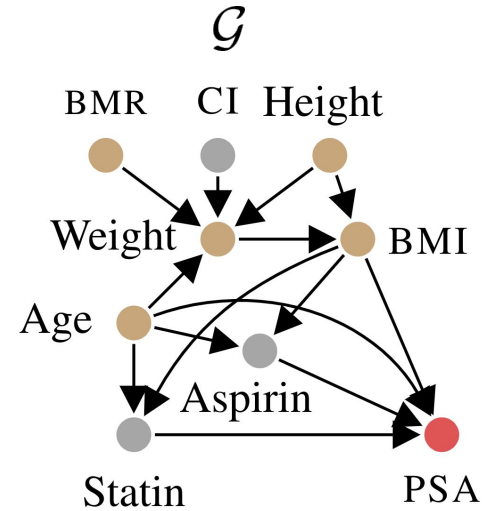 𝒢
BMR CI Height
Weight BMI
Age
Aspirin
Statin PSA